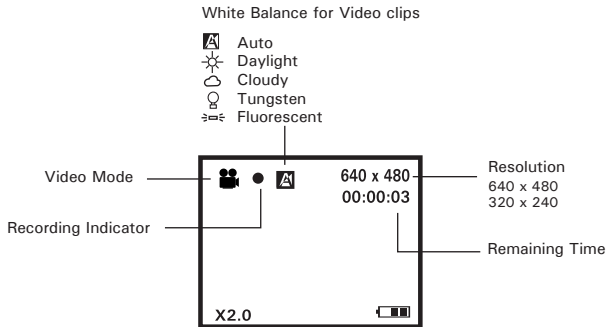 White Balance for Video clips
Auto
Daylight
Cloudy
Tungsten
Fluorescent
Video Mode
Recording Indicator
640 x 480
00:00:03
X2.0
Resolution
640 x 480
320 x 240
Remaining Time